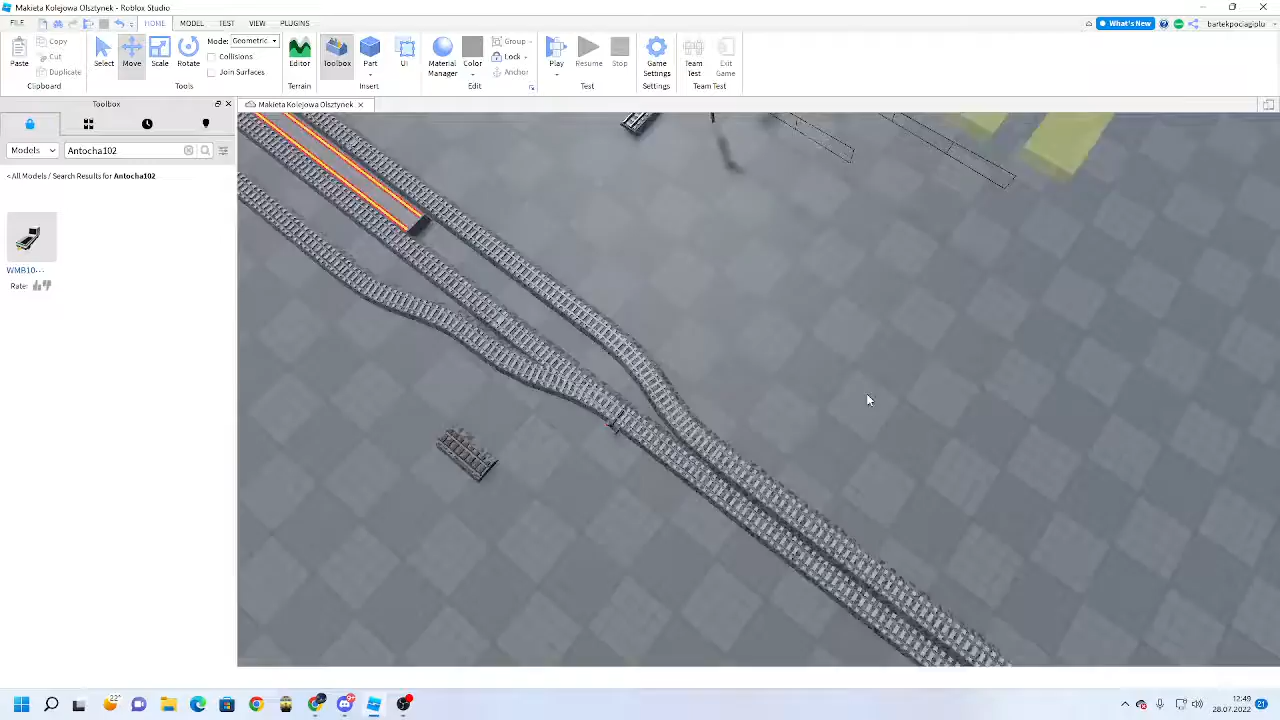 Makieta Kolejowa Olsztynek - Roblox Studio
FILE HOME MODEL TEST VIEW PLUGINS What's New bartekpociagiplu
Paste Copy Cut Duplicate Clipboard
Select Move Scale Rotate Mode: Geometric Collisions Join Surfaces Tools
Editor Terrain
Toolbox Part UI Insert
Material Manager Color Group Lock Anchor Edit
Play Resume Stop Test
Game Settings Settings
Team Test Exit Game Team Test
Toolbox
Makieta Kolejowa Olsztynek
Models Antocha102
< All Models / Search Results for Antocha102
WMB10...
Rate:
22°
12:49
28.07.2022
21